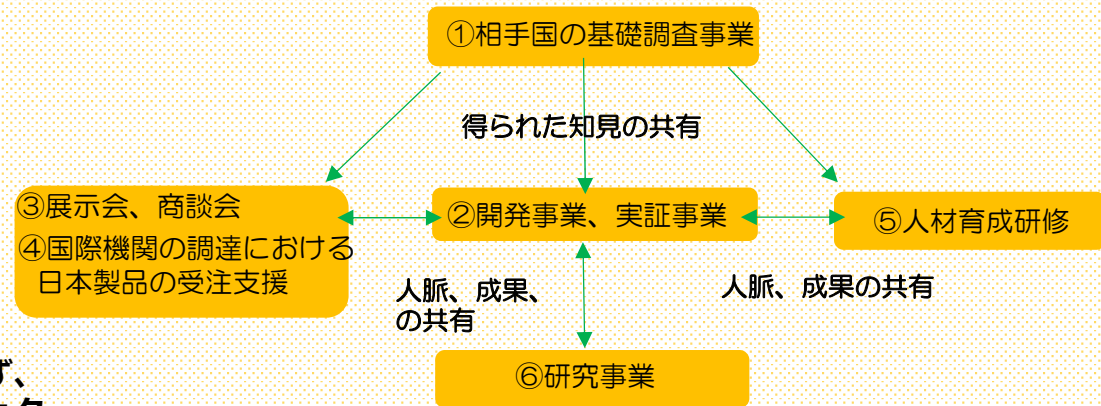 ①相手国の基礎調査事業
得られた知見の共有
③展示会、商談会
④国際機関の調達における
日本製品の受注支援
②開発事業、実証事業
⑤人材育成研修
人脈、成果、
の共有
人脈、成果の共有
⑥研究事業
ず、